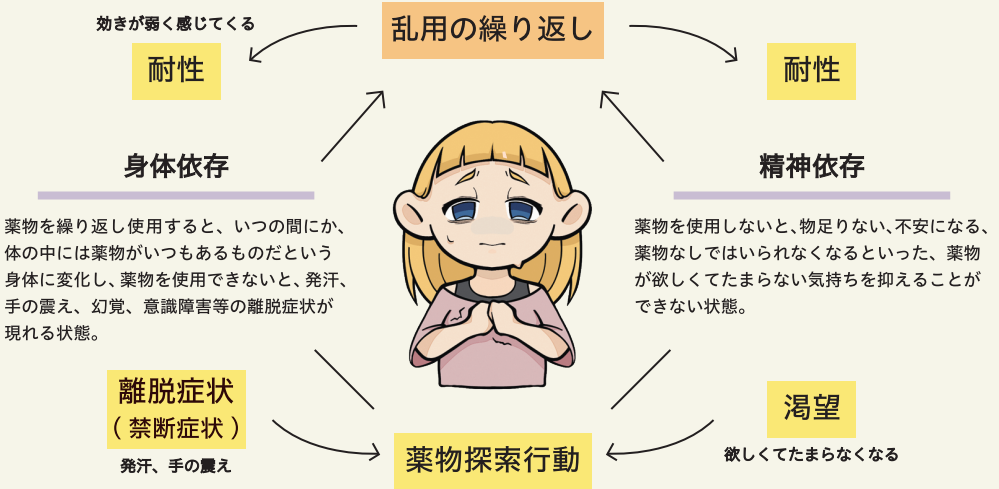 乱用の繰り返し
効きが弱く感じてくる
耐性
耐性
身体依存
薬物を繰り返し使用すると、いつの間にか、
体の中には薬物がいつもあるものだという
身体に変化し、薬物を使用できないと、発汗、
手の震え、幻覚、意識障害等の離脱症状が
現れる状態。
精神依存
薬物を使用しないと、物足りない、不安になる、
薬物なしではいられなくなるといった、薬物
が欲しくてたまらない気持ちを抑えることが
できない状態。
離脱症状
(禁断症状)
発汗、手の震え
渇望
欲しくてたまらなくなる
薬物探索行動